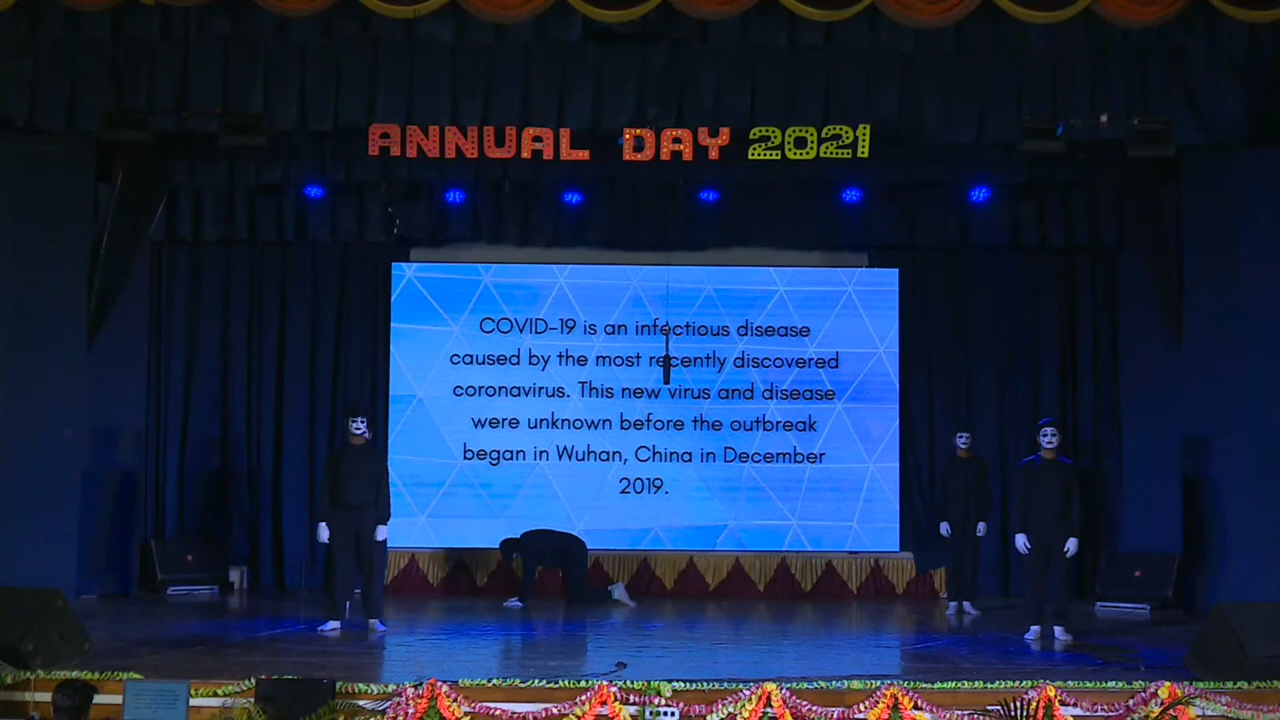 ANNUAL DAY 2021
COVID-19 is an infectious disease
caused by the most recently discovered
coronavirus. This new virus and disease
were unknown before the outbreak
began in Wuhan, China in December
2019.